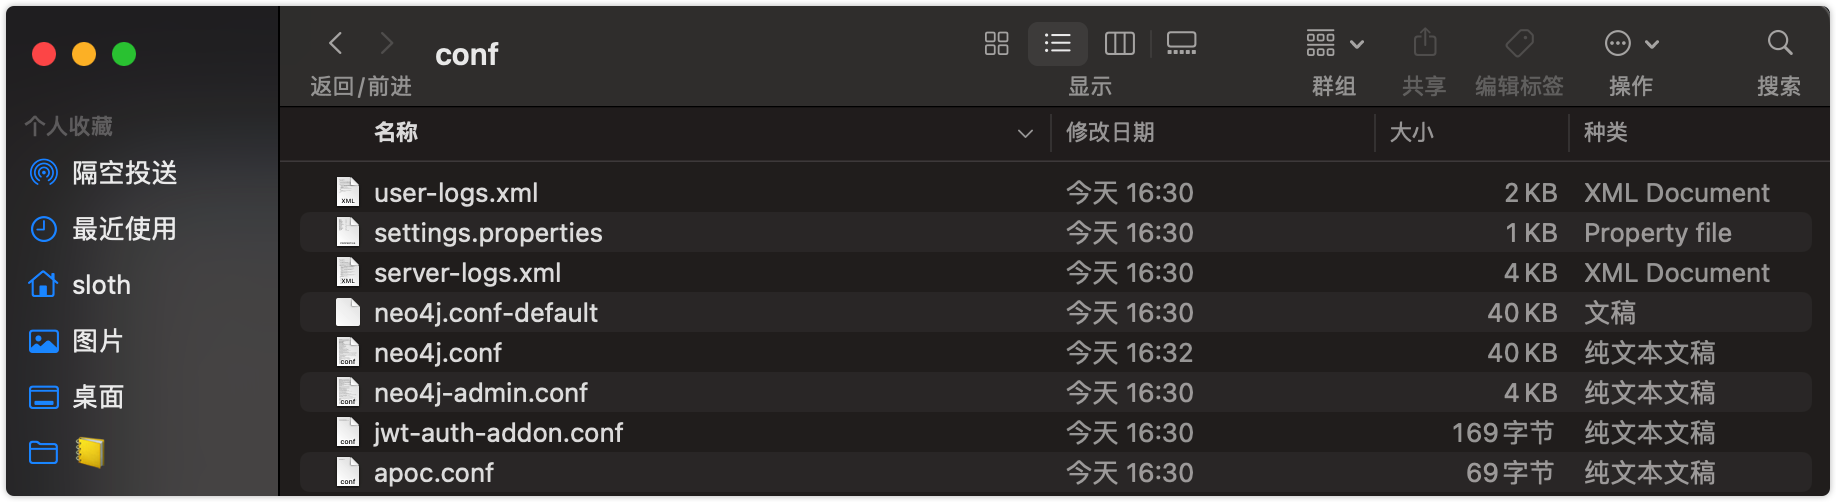 conf
返回/前进
显示
群组
共享
编辑标签
操作
搜索
个人收藏
隔空投送
最近使用
sloth
图片
桌面
名称 修改日期 大小 种类
user-logs.xml 今天 16:30 2 KB XML Document
settings.properties 今天 16:30 1 KB Property file
server-logs.xml 今天 16:30 4 KB XML Document
neo4j.conf-default 今天 16:30 40 KB 文稿
neo4j.conf 今天 16:32 40 KB 纯文本文稿
neo4j-admin.conf 今天 16:30 4 KB 纯文本文稿
jwt-auth-addon.conf 今天 16:30 169 字节 纯文本文稿
apoc.conf 今天 16:30 69 字节 纯文本文稿